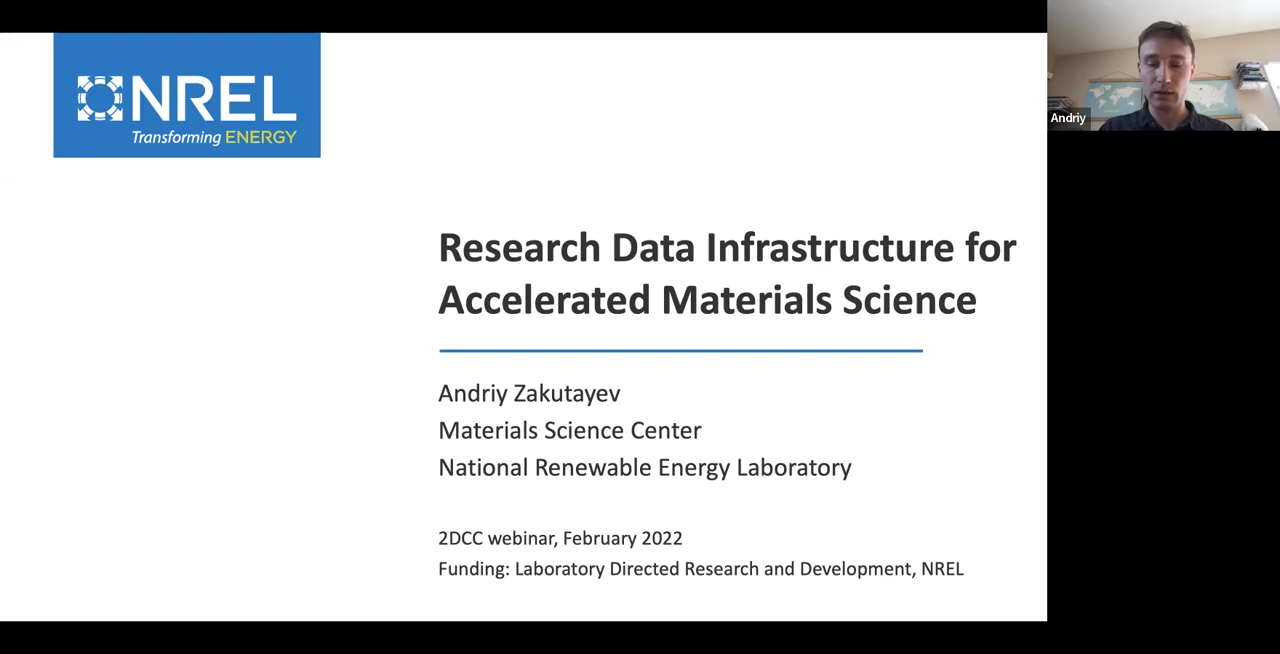 NREL
Transforming ENERGY
Andriy
Research Data Infrastructure for
Accelerated Materials Science
Andriy Zakutayev
Materials Science Center
National Renewable Energy Laboratory
2DCC webinar, February 2022
Funding: Laboratory Directed Research and Development, NREL